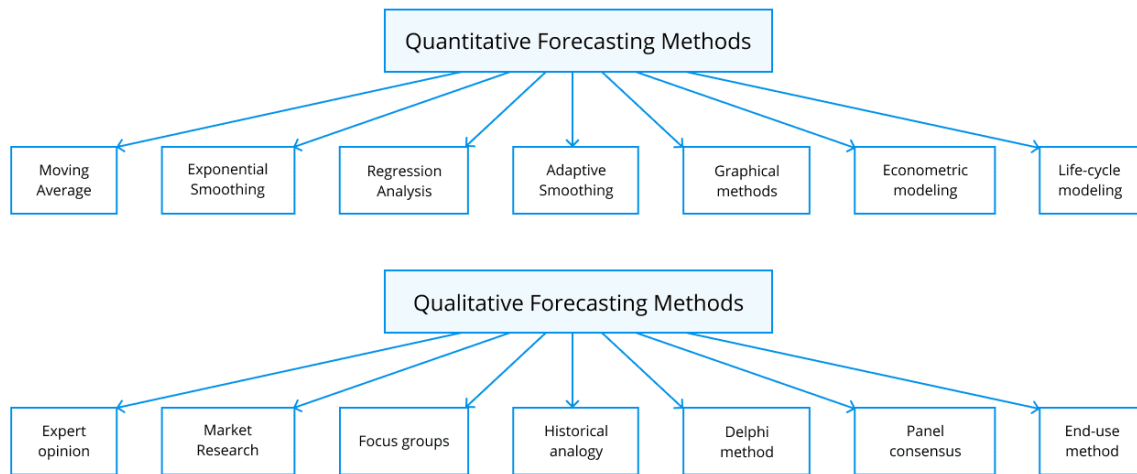 Quantitative Forecasting Methods
Moving
Average
Exponential
Smoothing
Regression
Analysis
Adaptive
Smoothing
Graphical
methods
Econometric
modeling
Life-cycle
modeling
Qualitative Forecasting Methods
Expert
opinion
Market
Research
Focus groups
Historical
analogy
Delphi
method
Panel
consensus
End-use
method